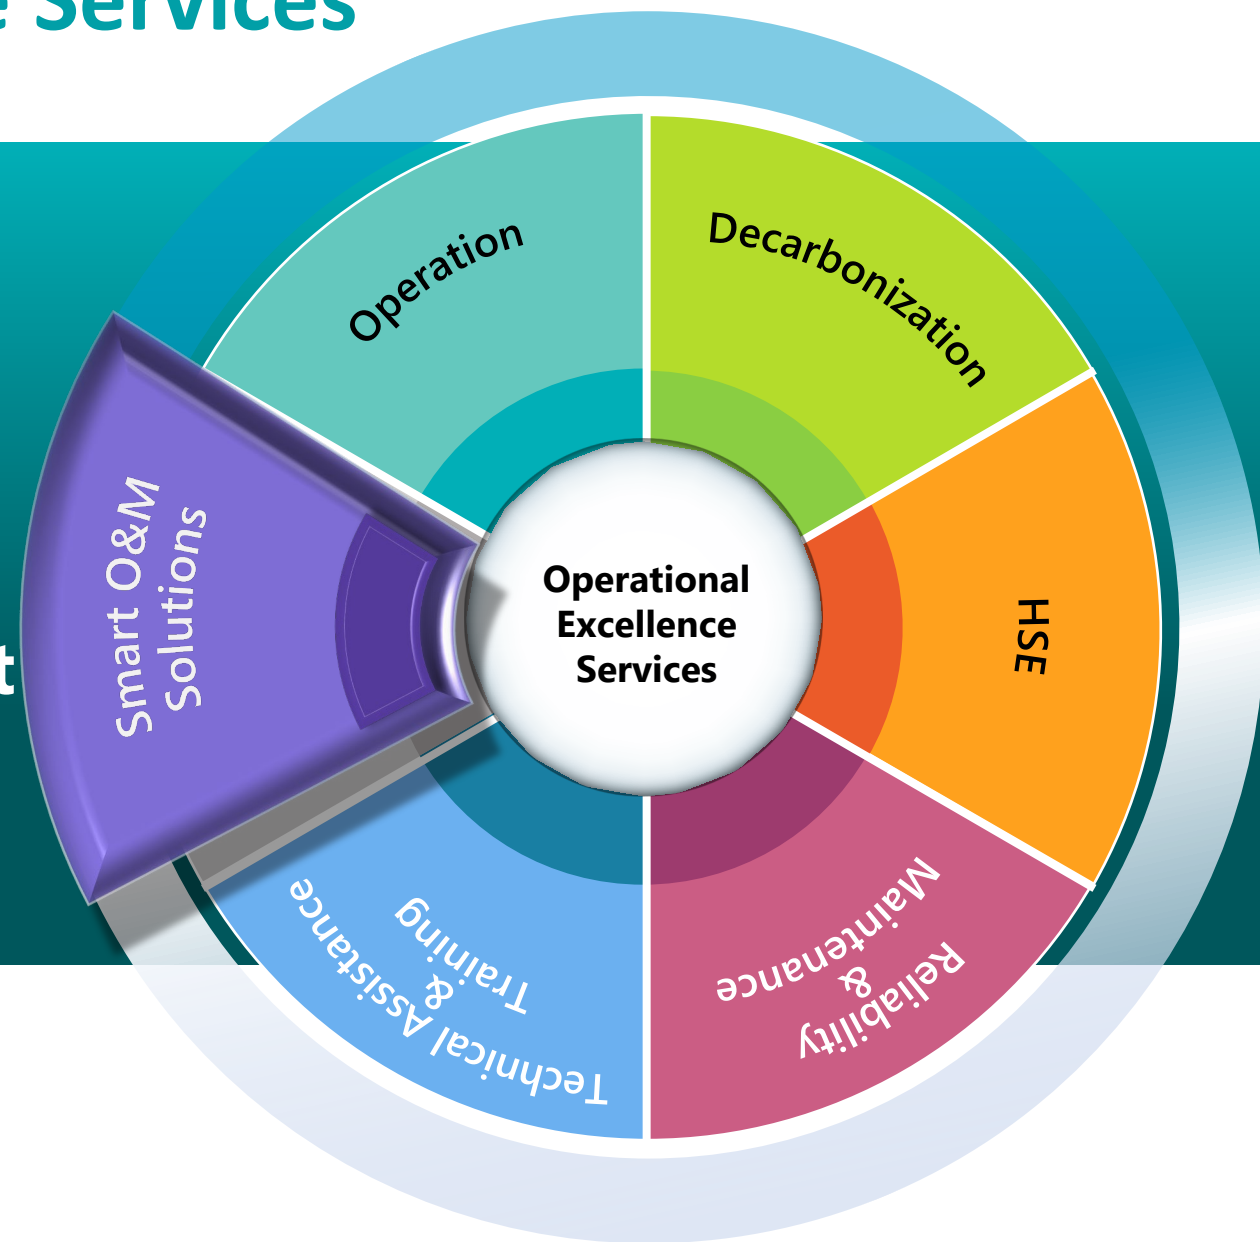 e Services
Operation
Decarbonization
HSE
Reliability
&
Maintenance
Technical Assistance
&
Training
Smart O&M
Solutions
t
Operational
Excellence
Services